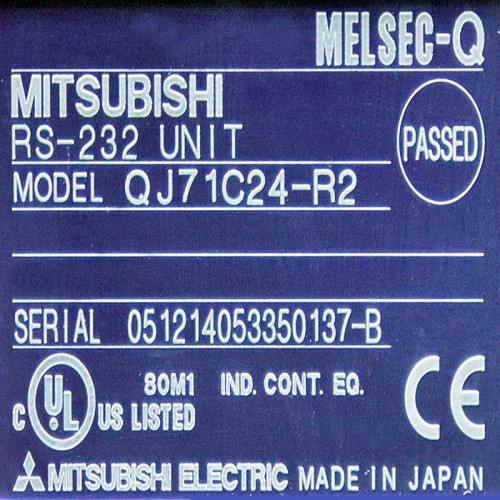 MELSEC-Q
MITSUBISHI
RS-232 UNIT
PASSED
MODEL QJ71C24-R2
SERIAL 051214053350137-B
80M1 IND. CONT. EQ.
C UL US LISTED
CE
MITSUBISHI ELECTRIC MADE IN JAPAN